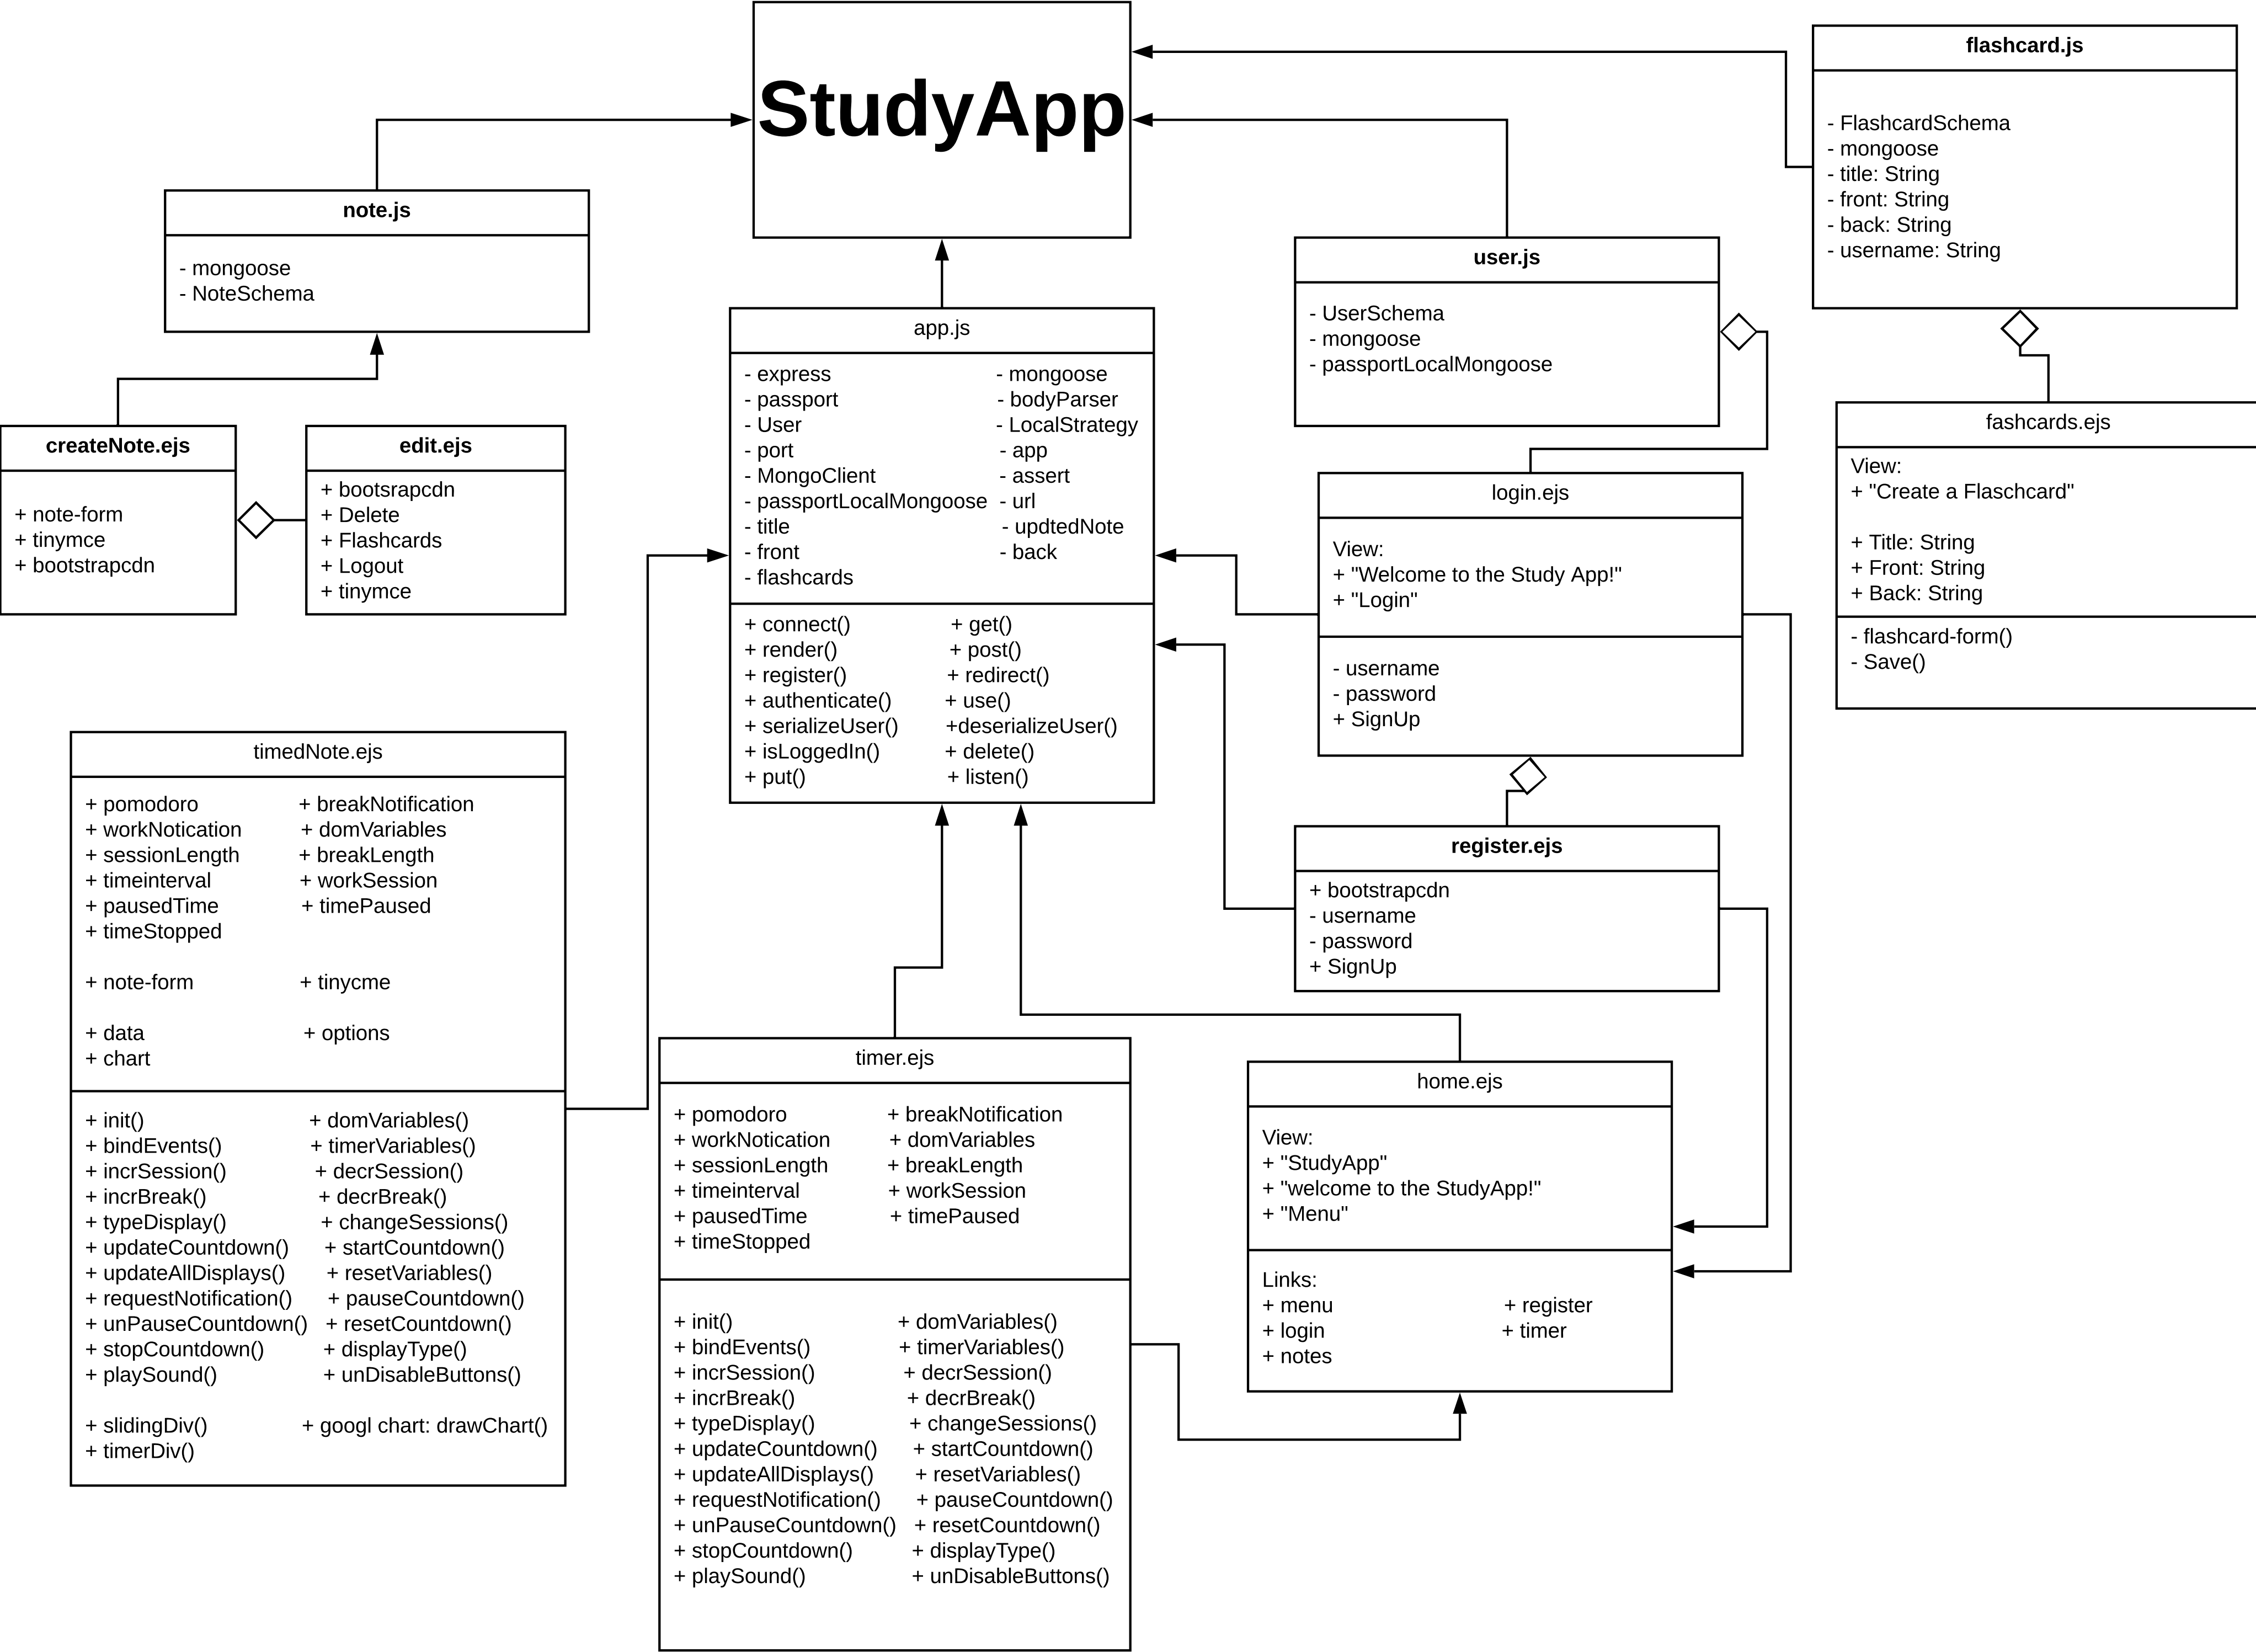 StudyApp
flashcard.js
- FlashcardSchema
- mongoose
- title: String
- front: String
- back: String
- username: String
note.js
- mongoose
- NoteSchema
user.js
- UserSchema
- mongoose
- passportLocalMongoose
app.js
- express - mongoose
- passport - bodyParser
- User - LocalStrategy
- port - app
- MongoClient - assert
- passportLocalMongoose - url
- title - updtedNote
- front - back
- flashcards
+ connect() + get()
+ render() + post()
+ register() + redirect()
+ authenticate() + use()
+ serializeUser() +deserializeUser()
+ isLoggedIn() + delete()
+ put() + listen()
createNote.ejs
+ note-form
+ tinymce
+ bootstrapcdn
edit.ejs
+ bootsrapcdn
+ Delete
+ Flashcards
+ Logout
+ tinymce
login.ejs
View:
+ "Welcome to the Study App!"
+ "Login"
- username
- password
+ SignUp
fashcards.ejs
View:
+ "Create a Flaschcard"
+ Title: String
+ Front: String
+ Back: String
- flashcard-form()
- Save()
timedNote.ejs
+ pomodoro + breakNotification
+ workNotication + domVariables
+ sessionLength + breakLength
+ timeinterval + workSession
+ pausedTime + timePaused
+ timeStopped
+ note-form + tinycme
+ data + options
+ chart
+ init() + domVariables()
+ bindEvents() + timerVariables()
+ incrSession() + decrSession()
+ incrBreak() + decrBreak()
+ typeDisplay() + changeSessions()
+ updateCountdown() + startCountdown()
+ updateAllDisplays() + resetVariables()
+ requestNotification() + pauseCountdown()
+ unPauseCountdown() + resetCountdown()
+ stopCountdown() + displayType()
+ playSound() + unDisableButtons()
+ slidingDiv() + googl chart: drawChart()
+ timerDiv()
register.ejs
+ bootstrapcdn
- username
- password
+ SignUp
timer.ejs
+ pomodoro + breakNotification
+ workNotication + domVariables
+ sessionLength + breakLength
+ timeinterval + workSession
+ pausedTime + timePaused
+ timeStopped
+ init() + domVariables()
+ bindEvents() + timerVariables()
+ incrSession() + decrSession()
+ incrBreak() + decrBreak()
+ typeDisplay() + changeSessions()
+ updateCountdown() + startCountdown()
+ updateAllDisplays() + resetVariables()
+ requestNotification() + pauseCountdown()
+ unPauseCountdown() + resetCountdown()
+ stopCountdown() + displayType()
+ playSound() + unDisableButtons()
home.ejs
View:
+ "StudyApp"
+ "welcome to the StudyApp!"
+ "Menu"
Links:
+ menu + register
+ login + timer
+ notes